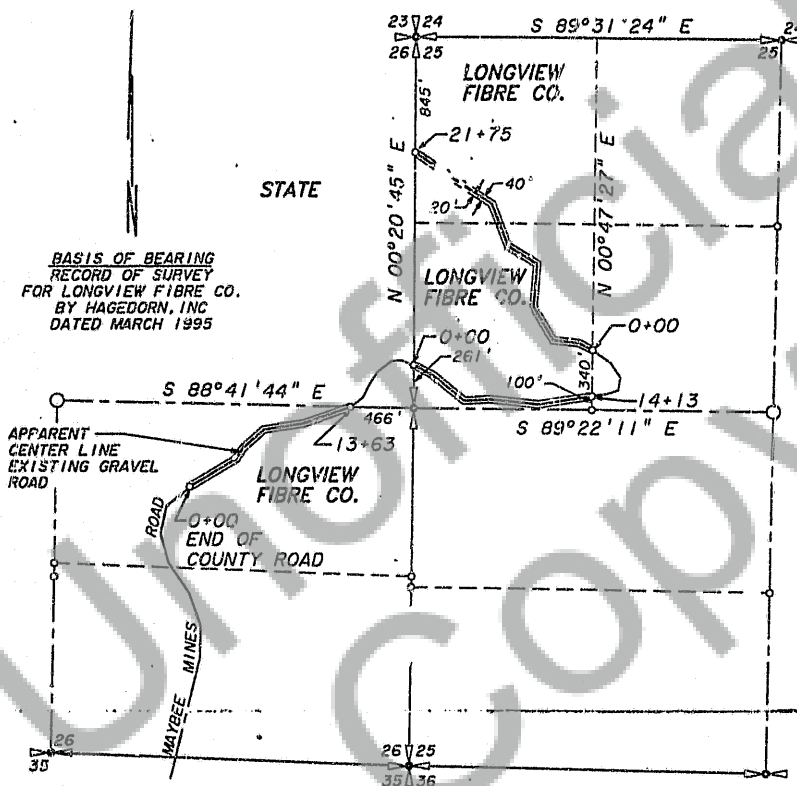 23 24
S 89°31'24" E
24
26 25
25
LONGVIEW
FIBRE CO.
845'
21+75
STATE
40'
20'
N 00°20'45" E
N 00°47'27" E
BASIS OF BEARING
RECORD OF SURVEY
FOR LONGVIEW FIBRE CO.
BY HAGEDORN, INC
DATED MARCH 1995
LONGVIEW
FIBRE CO.
0+00
0+00
261'
340'
S 88°41'44" E
100'
14+13
466'
S 89°22'11" E
13+63
APPARENT
CENTER LINE
EXISTING GRAVEL
ROAD
LONGVIEW
FIBRE CO.
0+00
END OF
COUNTY ROAD
MAYBEE MINES ROAD
26
35
26 25
35 36
Unofficial
Copy